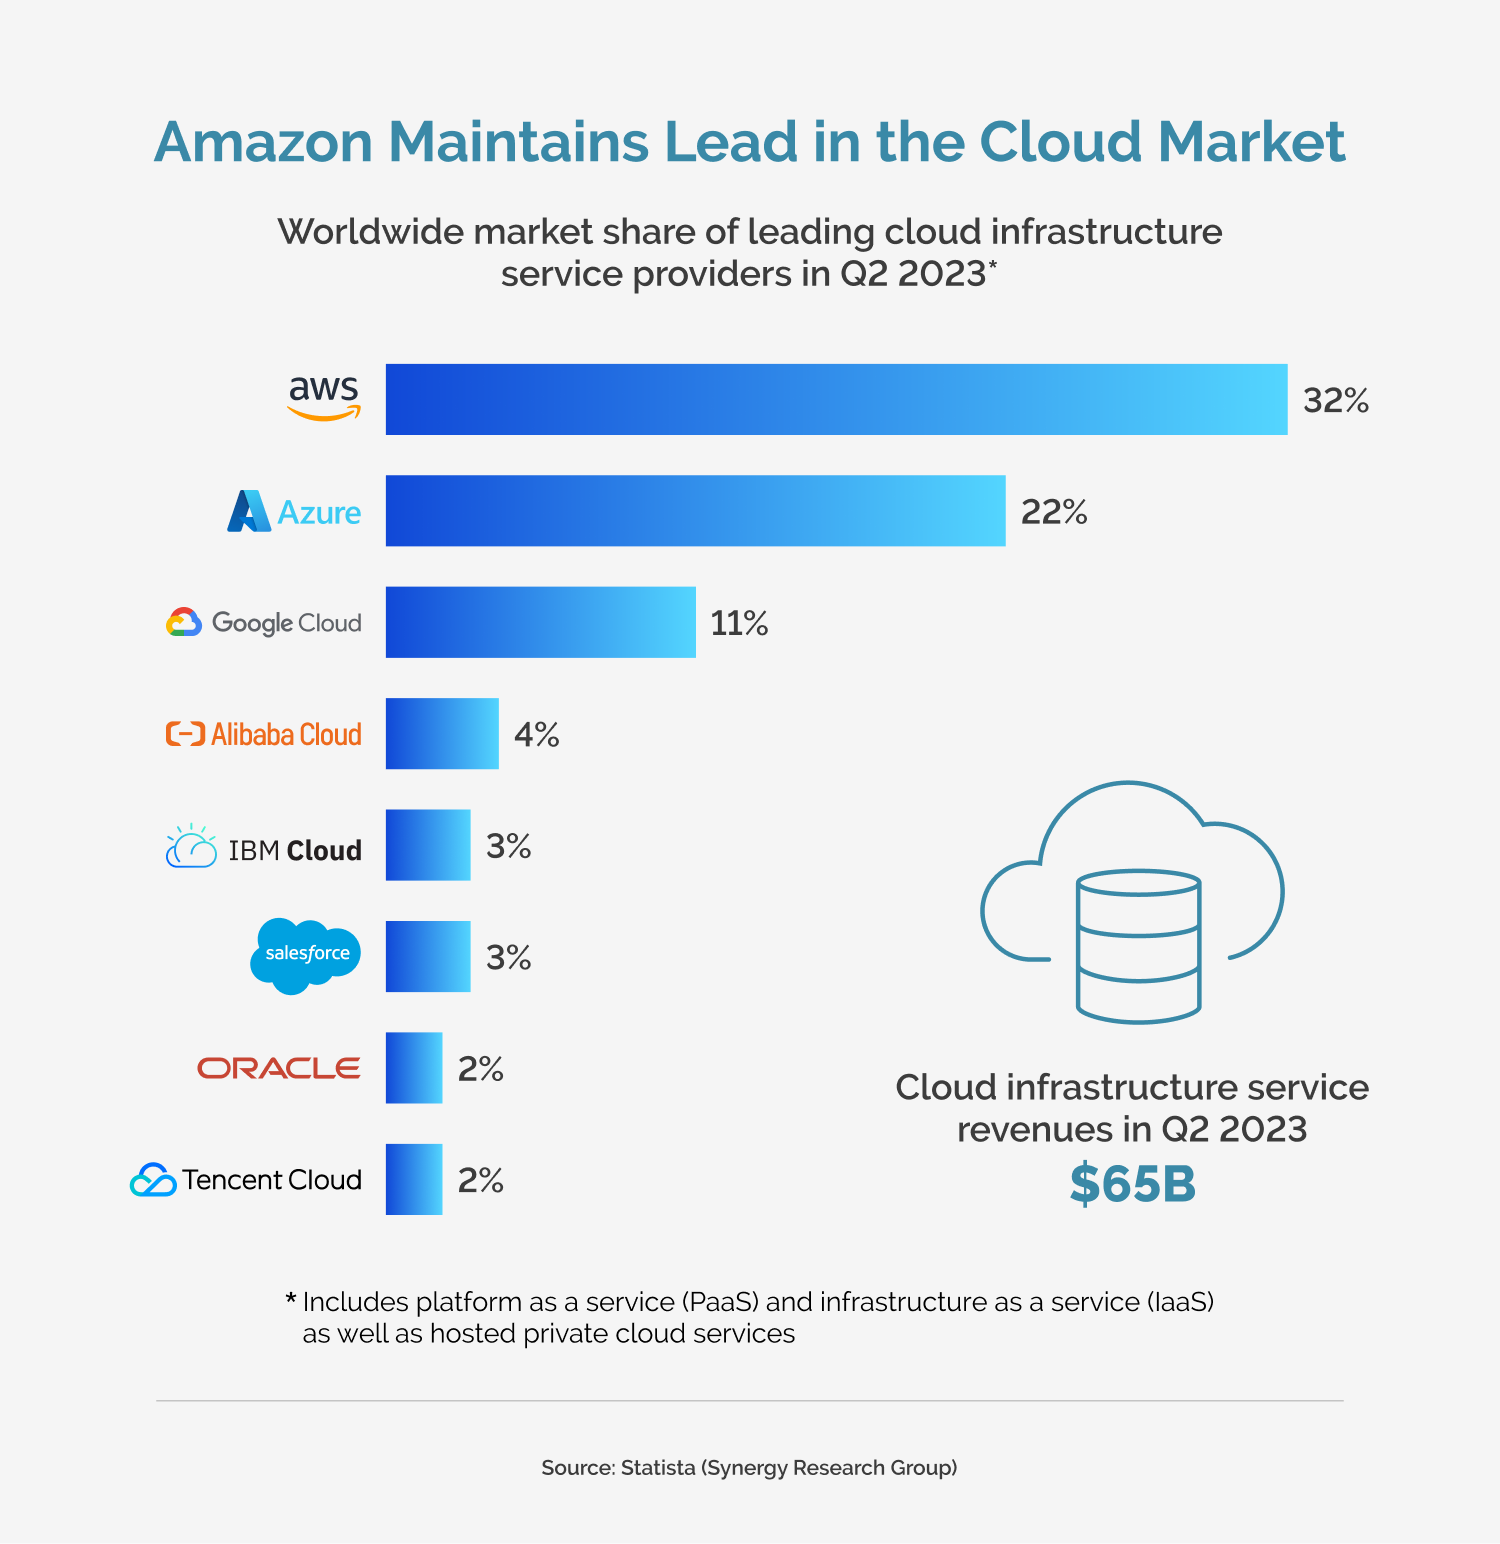 Amazon Maintains Lead in the Cloud Market
Worldwide market share of leading cloud infrastructure
service providers in Q2 2023*
aws
32%
Azure
22%
Google Cloud
11%
Alibaba Cloud
4%
IBM Cloud
3%
salesforce
3%
ORACLE
2%
Tencent Cloud
2%
Cloud infrastructure service
revenues in Q2 2023
$65B
* Includes platform as a service (PaaS) and infrastructure as a service (IaaS)
as well as hosted private cloud services
Source: Statista (Synergy Research Group)